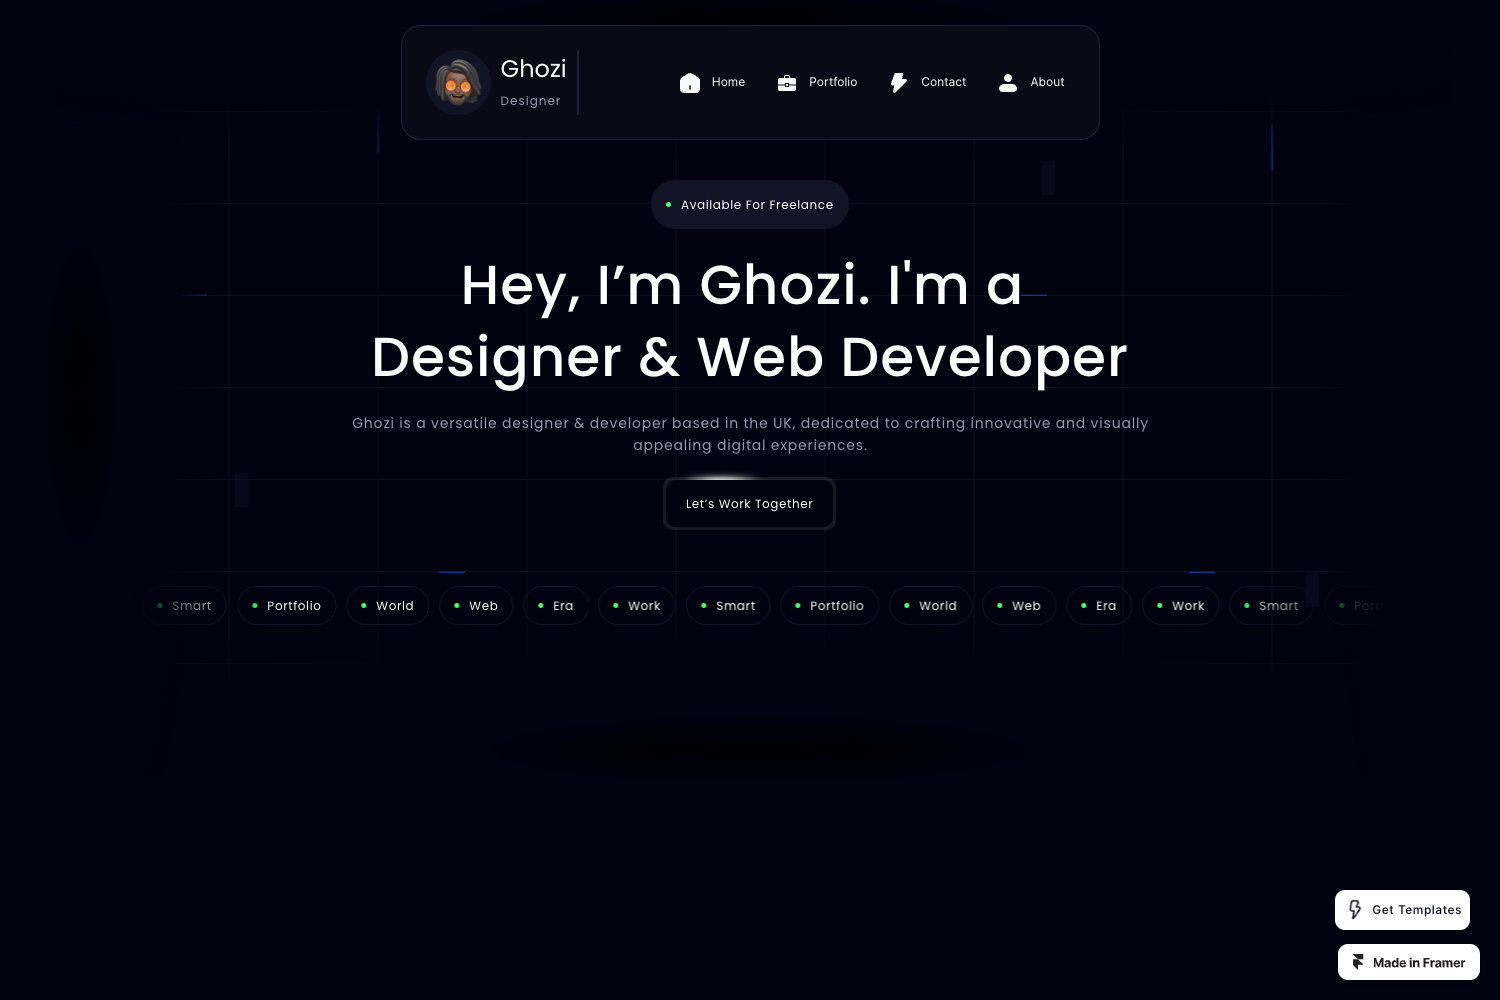 Ghozi
Designer
Home Portfolio Contact About
Available For Freelance
Hey, I’m Ghozi. I'm a
Designer & Web Developer
Ghozi is a versatile designer & developer based in the UK, dedicated to crafting innovative and visually
appealing digital experiences.
Let’s Work Together
Smart Portfolio World Web Era Work Smart Portfolio World Web Era Work Smart Port
Get Templates
Made in Framer